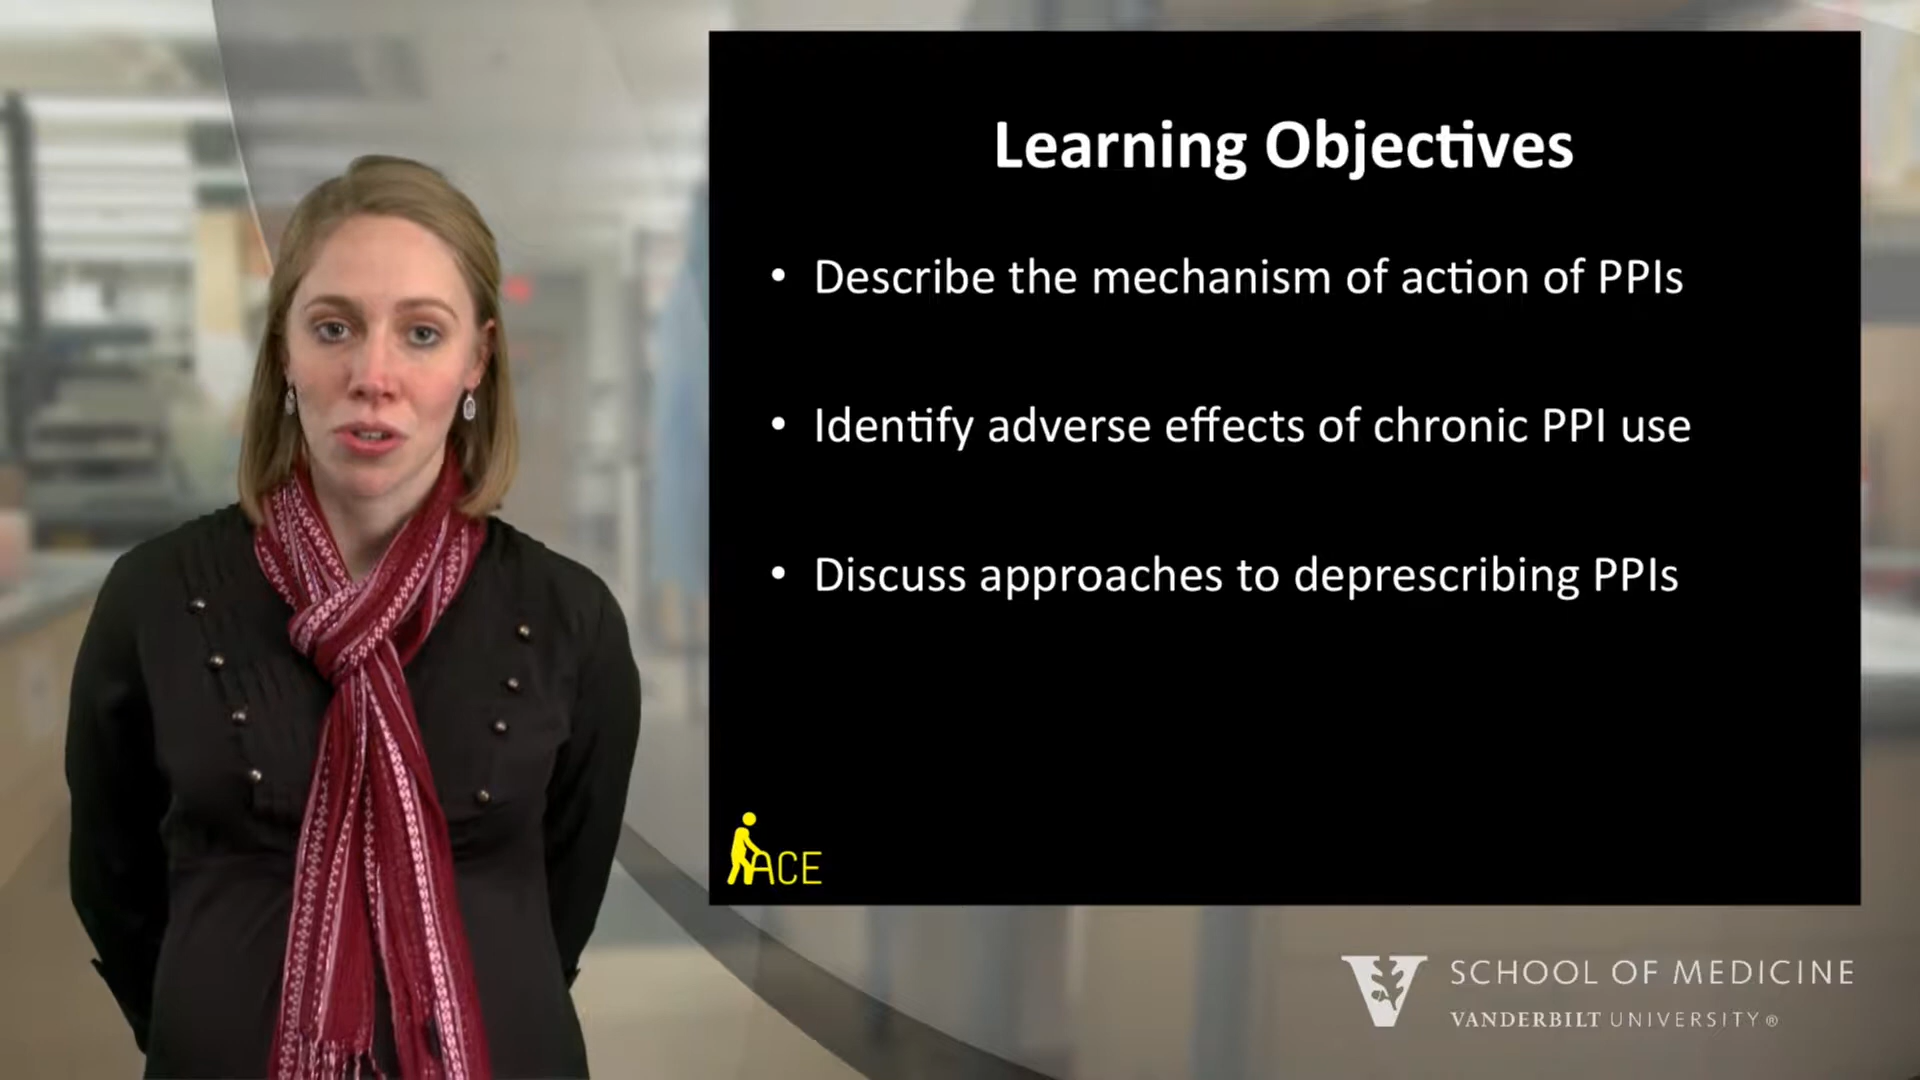 Learning Objectives
• Describe the mechanism of action of PPIs
• Identify adverse effects of chronic PPI use
• Discuss approaches to deprescribing PPIs
ACE
V SCHOOL OF MEDICINE
VANDERBILT UNIVERSITY®